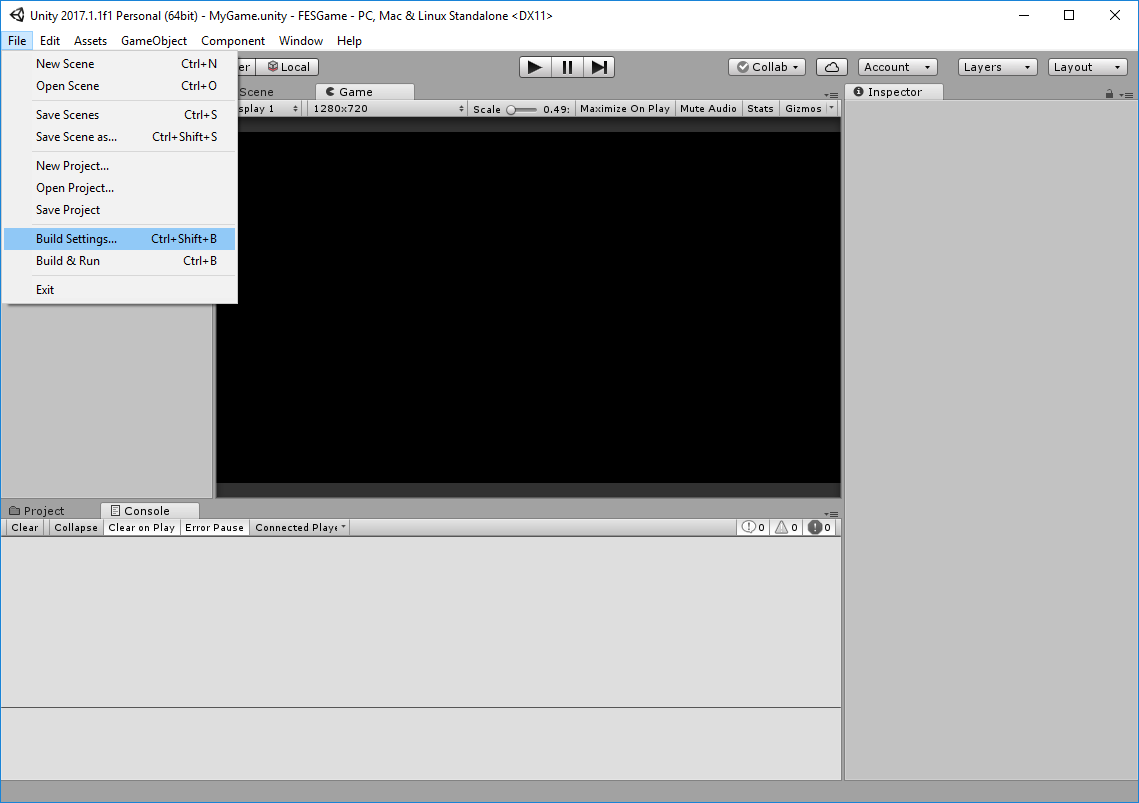 Unity 2017.1.1f1 Personal (64bit) - MyGame.unity - FESGame - PC, Mac & Linux Standalone <DX11>
File Edit Assets GameObject Component Window Help
New Scene Ctrl+N
Open Scene Ctrl+O
Save Scenes Ctrl+S
Save Scene as... Ctrl+Shift+S
New Project...
Open Project...
Save Project
Build Settings... Ctrl+Shift+B
Build & Run Ctrl+B
Exit
er Local Collab Account Layers Layout
Scene Game Inspector
splay 1 1280x720 Scale 0.49: Maximize On Play Mute Audio Stats Gizmos
Project Console
Clear Collapse Clear on Play Error Pause Connected Playe 0 0 0